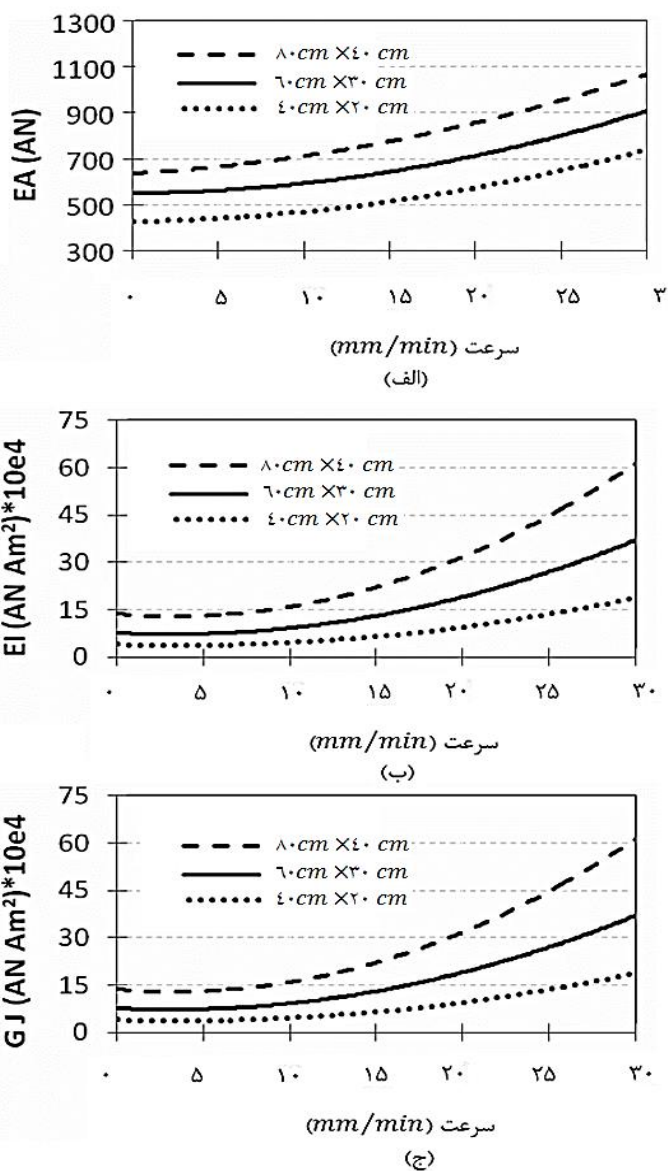 1300
1100
900
700
500
300
EA (AN)
۸۰cm ×٤۰ cm
٦۰cm ×۳۰ cm
٤۰cm ×۲۰ cm
۰ ۵ ۱۰ ۱۵ ۲۰ ۲۵ ۳
سرعت (mm/min)
(الف)
75
60
45
30
15
0
EI (AN Am²)*10e4
۸۰cm ×٤۰ cm
٦۰cm ×۳۰ cm
٤۰cm ×۲۰ cm
۰ ۵ ۱۰ ۱۵ ۲۰ ۲۵ ۳۰
سرعت (mm/min)
(ب)
75
60
45
30
15
0
GJ (AN Am²)*10e4
۸۰cm ×٤۰ cm
٦۰cm ×۳۰ cm
٤۰cm ×۲۰ cm
۰ ۵ ۱۰ ۱۵ ۲۰ ۲۵ ۳۰
سرعت (mm/min)
(ج)